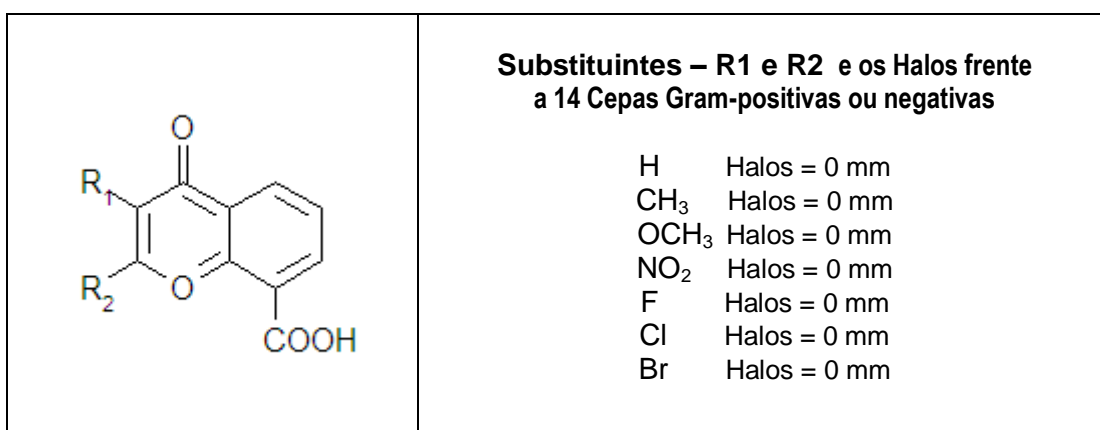 O
R₁
R₂
O
COOH
Substituintes – R1 e R2 e os Halos frente
a 14 Cepas Gram-positivas ou negativas
H Halos = 0 mm
CH₃ Halos = 0 mm
OCH₃ Halos = 0 mm
NO₂ Halos = 0 mm
F Halos = 0 mm
Cl Halos = 0 mm
Br Halos = 0 mm